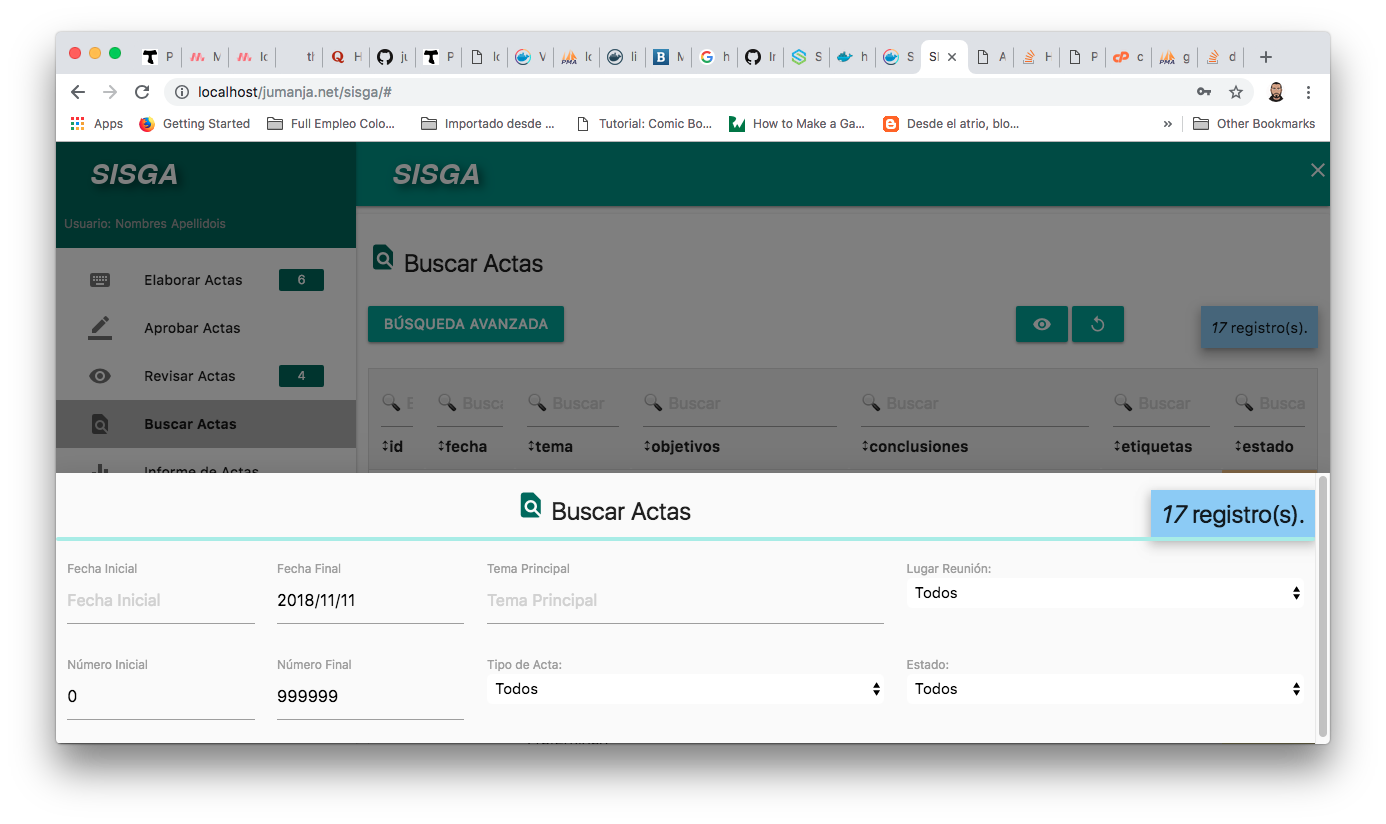 P M Ic th Q H ju P Ic V Ic li B M h Ir S h S SI A H P c g d
localhost/jumanja.net/sisga/#
Apps Getting Started Full Empleo Colo... Importado desde ... Tutorial: Comic Bo... How to Make a Ga... Desde el atrio, blo... » Other Bookmarks
SISGA SISGA
Usuario: Nombres Apellidois
Elaborar Actas 6
Aprobar Actas
Revisar Actas 4
Buscar Actas
Informe de Actas
Buscar Actas
BÚSQUEDA AVANZADA 17 registro(s).
Busca Buscar Buscar Buscar Buscar Busca
id fecha tema objetivos conclusiones etiquetas estado
Buscar Actas 17 registro(s).
Fecha Inicial Fecha Final Tema Principal Lugar Reunión:
Fecha Inicial 2018/11/11 Tema Principal Todos
Número Inicial Número Final Tipo de Acta: Estado:
0 999999 Todos Todos